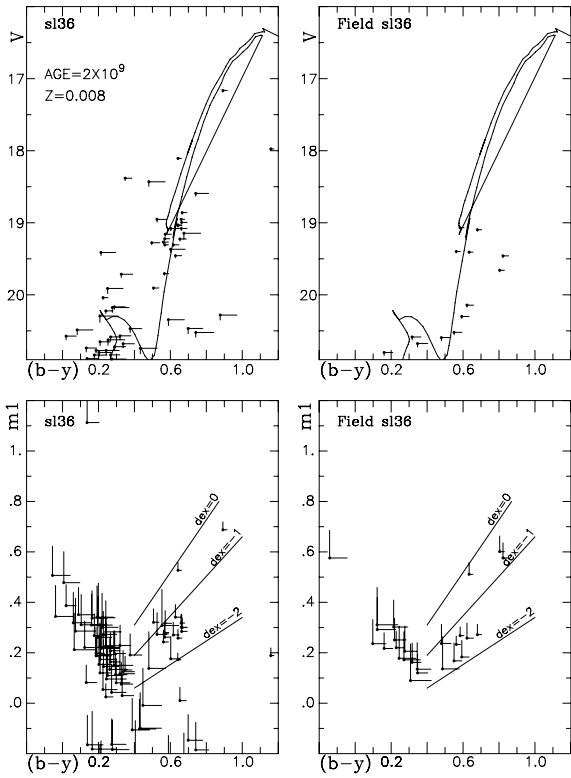 sl36
Field sl36
V
AGE=2X10^9
Z=0.008
17
18
19
20
(b-y) 0.2 0.6 1.0
V
17
18
19
20
(b-y) 0.2 0.6 1.0
m1
sl36
1.
.8
.6
.4
.2
.0
dex=0
dex=-1
dex=-2
(b-y) 0.2 0.6 1.0
m1
Field sl36
1.
.8
.6
.4
.2
.0
dex=0
dex=-1
dex=-2
(b-y) 0.2 0.6 1.0